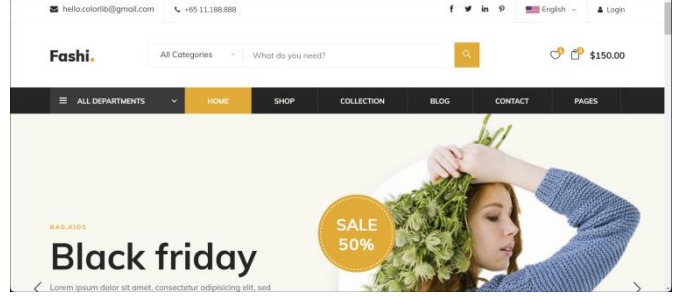 hello.colorlib@gmail.com +65 11.188.888 English Login
Fashi. All Categories What do you need? $150.00
ALL DEPARTMENTS HOME SHOP COLLECTION BLOG CONTACT PAGES
BAG,KIDS
SALE
50%
Black friday
Lorem ipsum dolor sit amet, consectetur adipisicing elit, sed